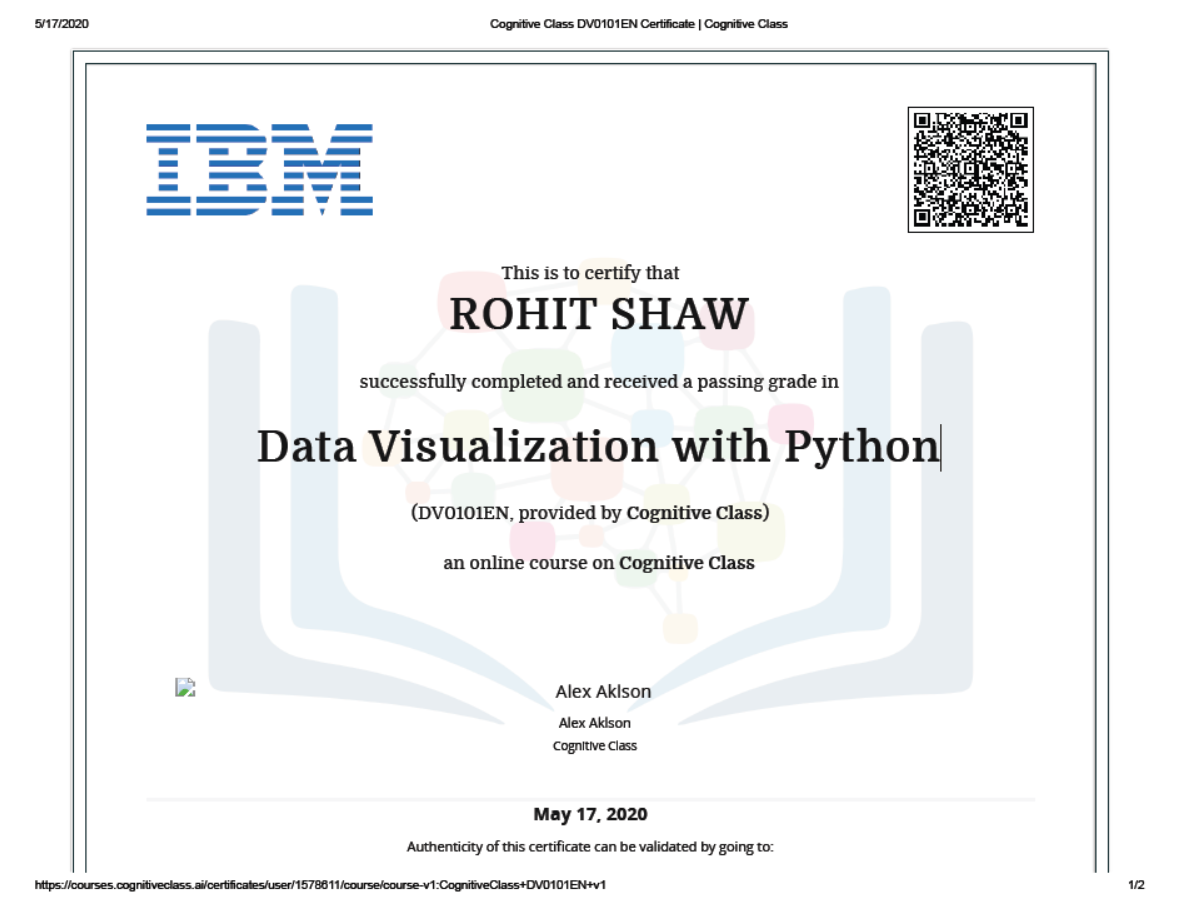 5/17/2020
Cognitive Class DV0101EN Certificate | Cognitive Class
IBM
This is to certify that
ROHIT SHAW
successfully completed and received a passing grade in
Data Visualization with Python
(DV0101EN, provided by Cognitive Class)
an online course on Cognitive Class
Alex Aklson
Alex Aklson
Cognitive Class
May 17, 2020
Authenticity of this certificate can be validated by going to:
https://courses.cognitiveclass.ai/certificates/user/1578611/course/course-v1:CognitiveClass+DV0101EN+v1
1/2